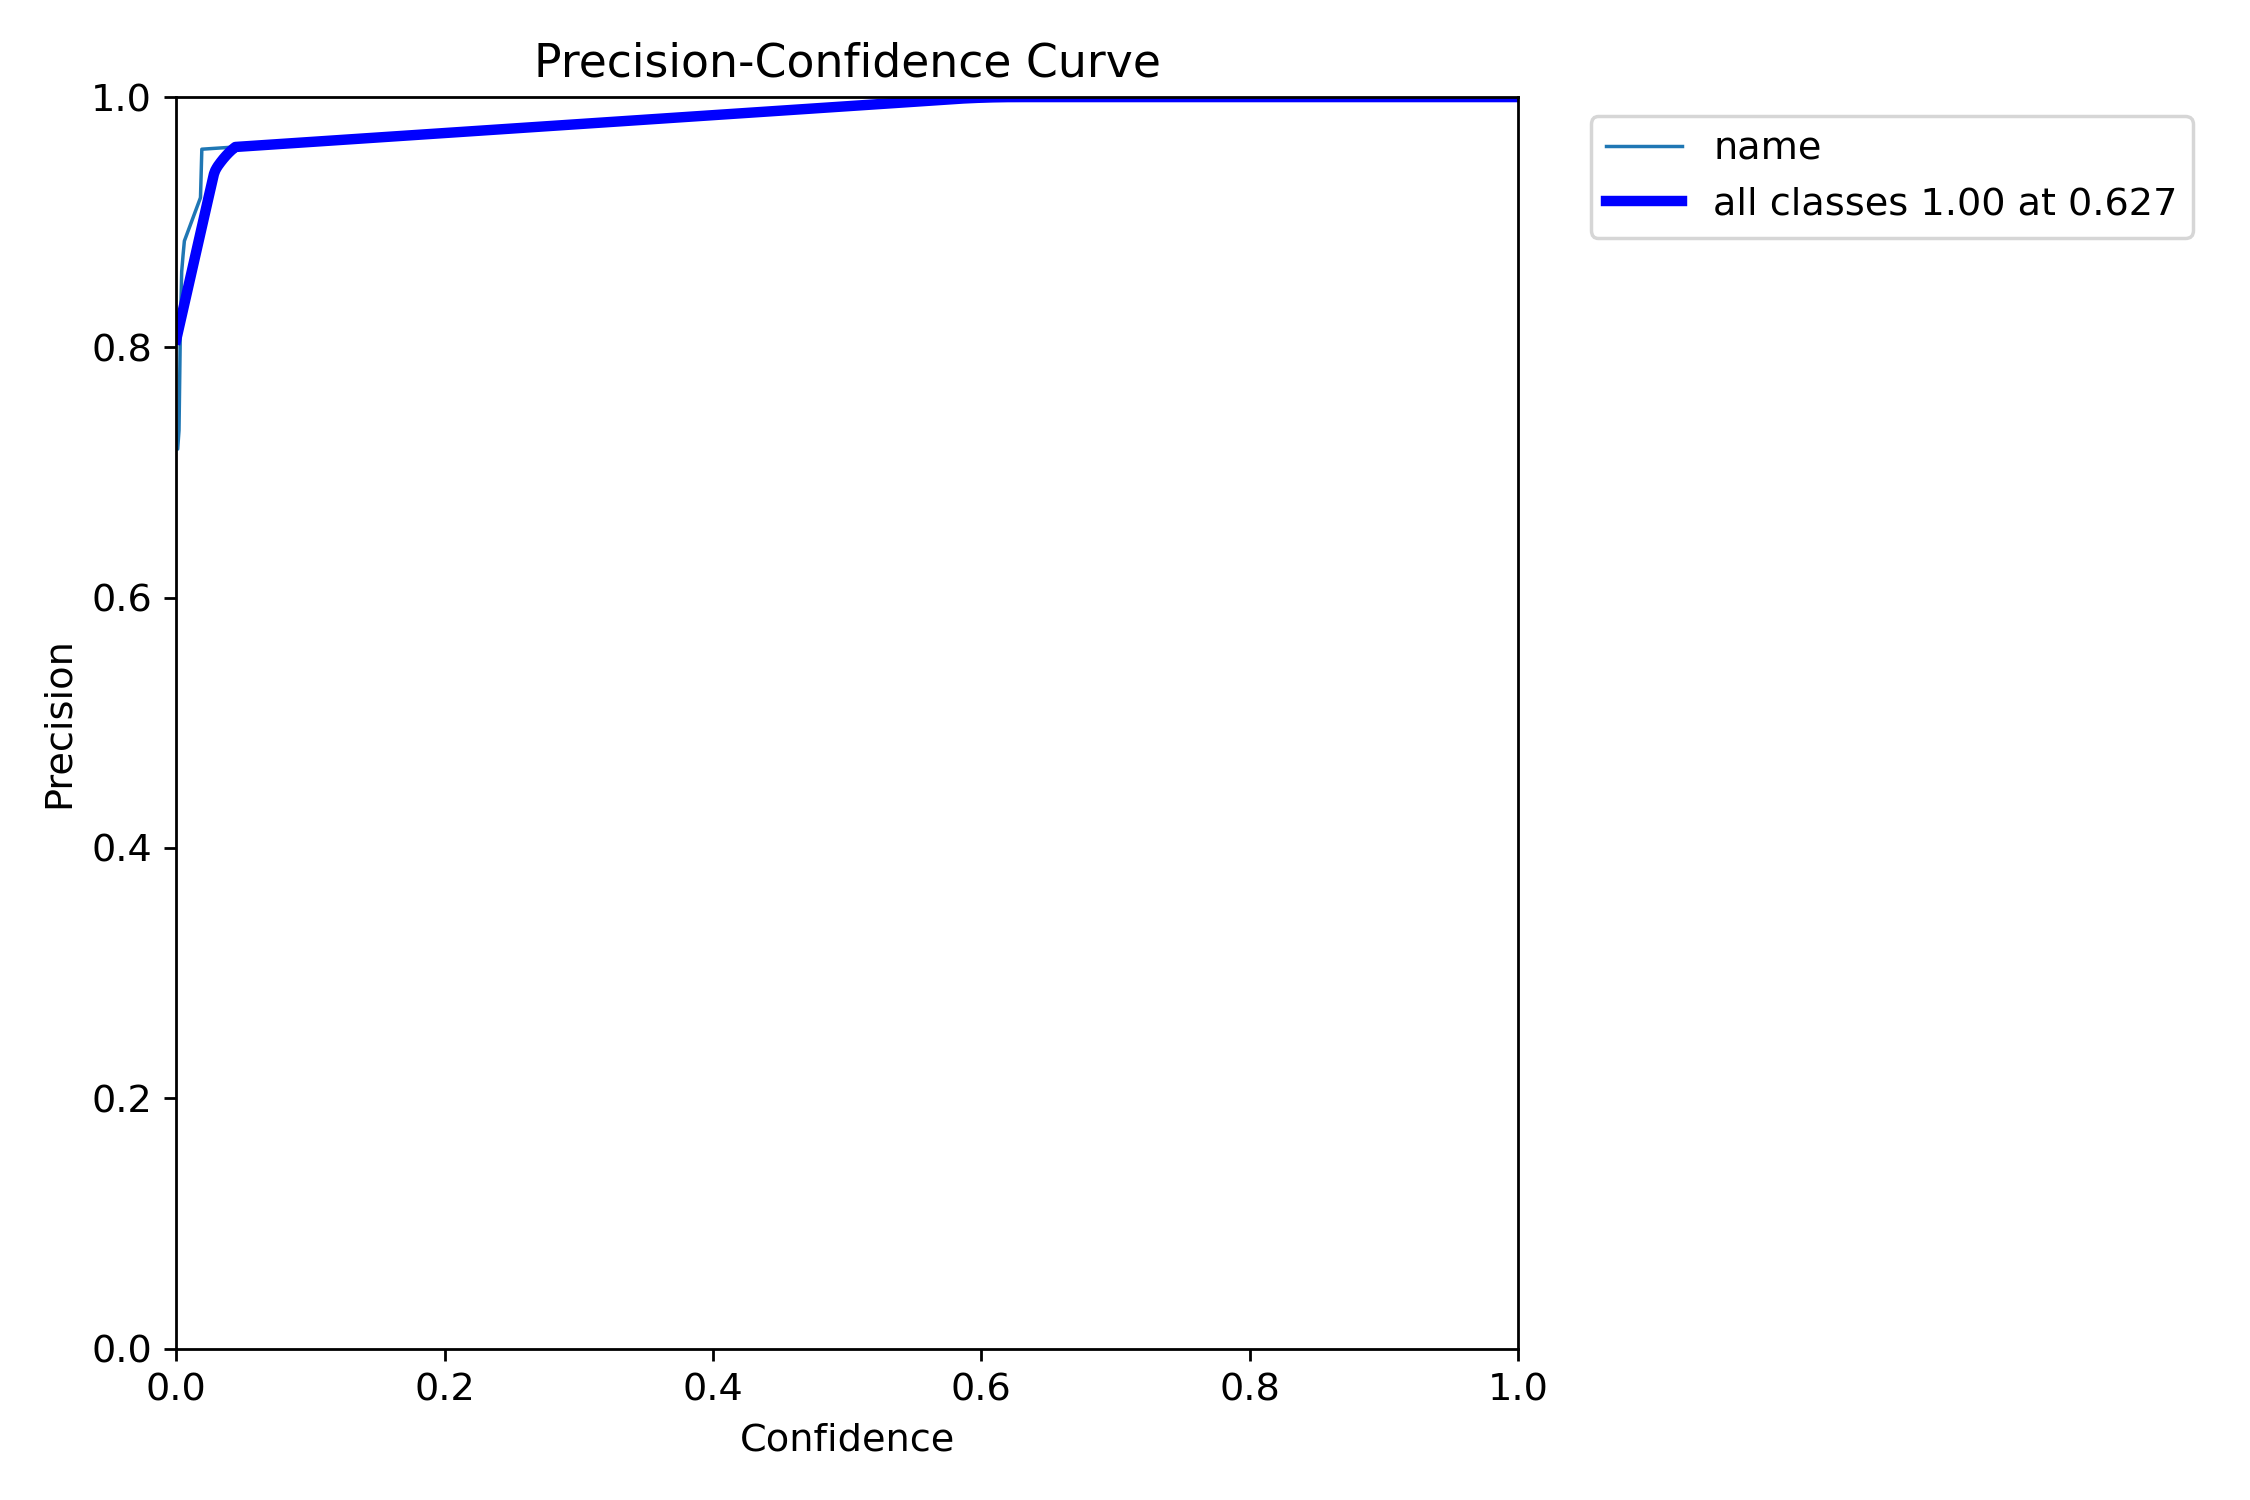 Precision-Confidence Curve
1.0
0.8
0.6
0.4
0.2
0.0
Precision
0.0 0.2 0.4 0.6 0.8 1.0
Confidence
name
all classes 1.00 at 0.627